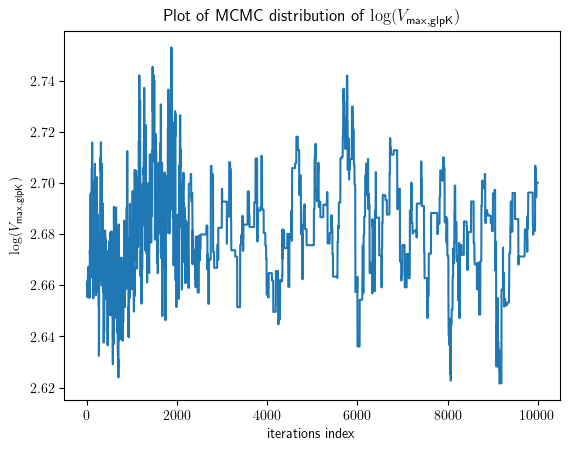 Plot of MCMC distribution of log(V_max,glpK)
log(V_max,glpK)
2.74
2.72
2.70
2.68
2.66
2.64
2.62
0 2000 4000 6000 8000 10000
iterations index